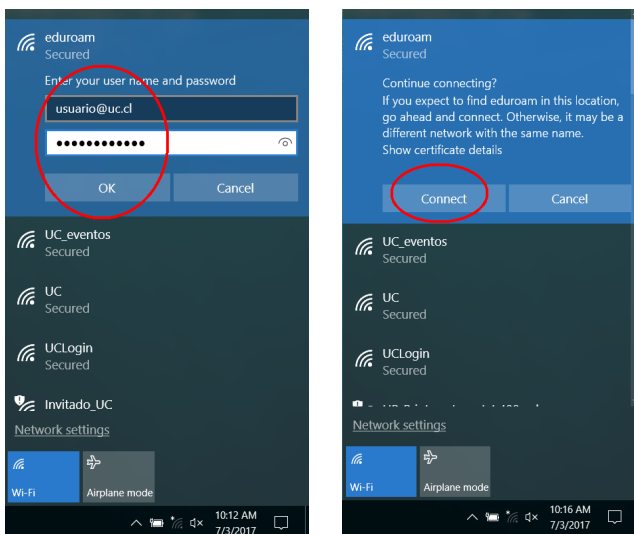 eduroam
Secured
Enter your user name and password
usuario@uc.cl
OK
Cancel
UC_eventos
Secured
UC
Secured
UCLogin
Secured
Invitado_UC
Network settings
Wi-Fi
Airplane mode
10:12 AM
7/3/2017
eduroam
Secured
Continue connecting?
If you expect to find eduroam in this location,
go ahead and connect. Otherwise, it may be a
different network with the same name.
Show certificate details
Connect
Cancel
UC_eventos
Secured
UC
Secured
UCLogin
Secured
Network settings
Wi-Fi
Airplane mode
10:16 AM
7/3/2017